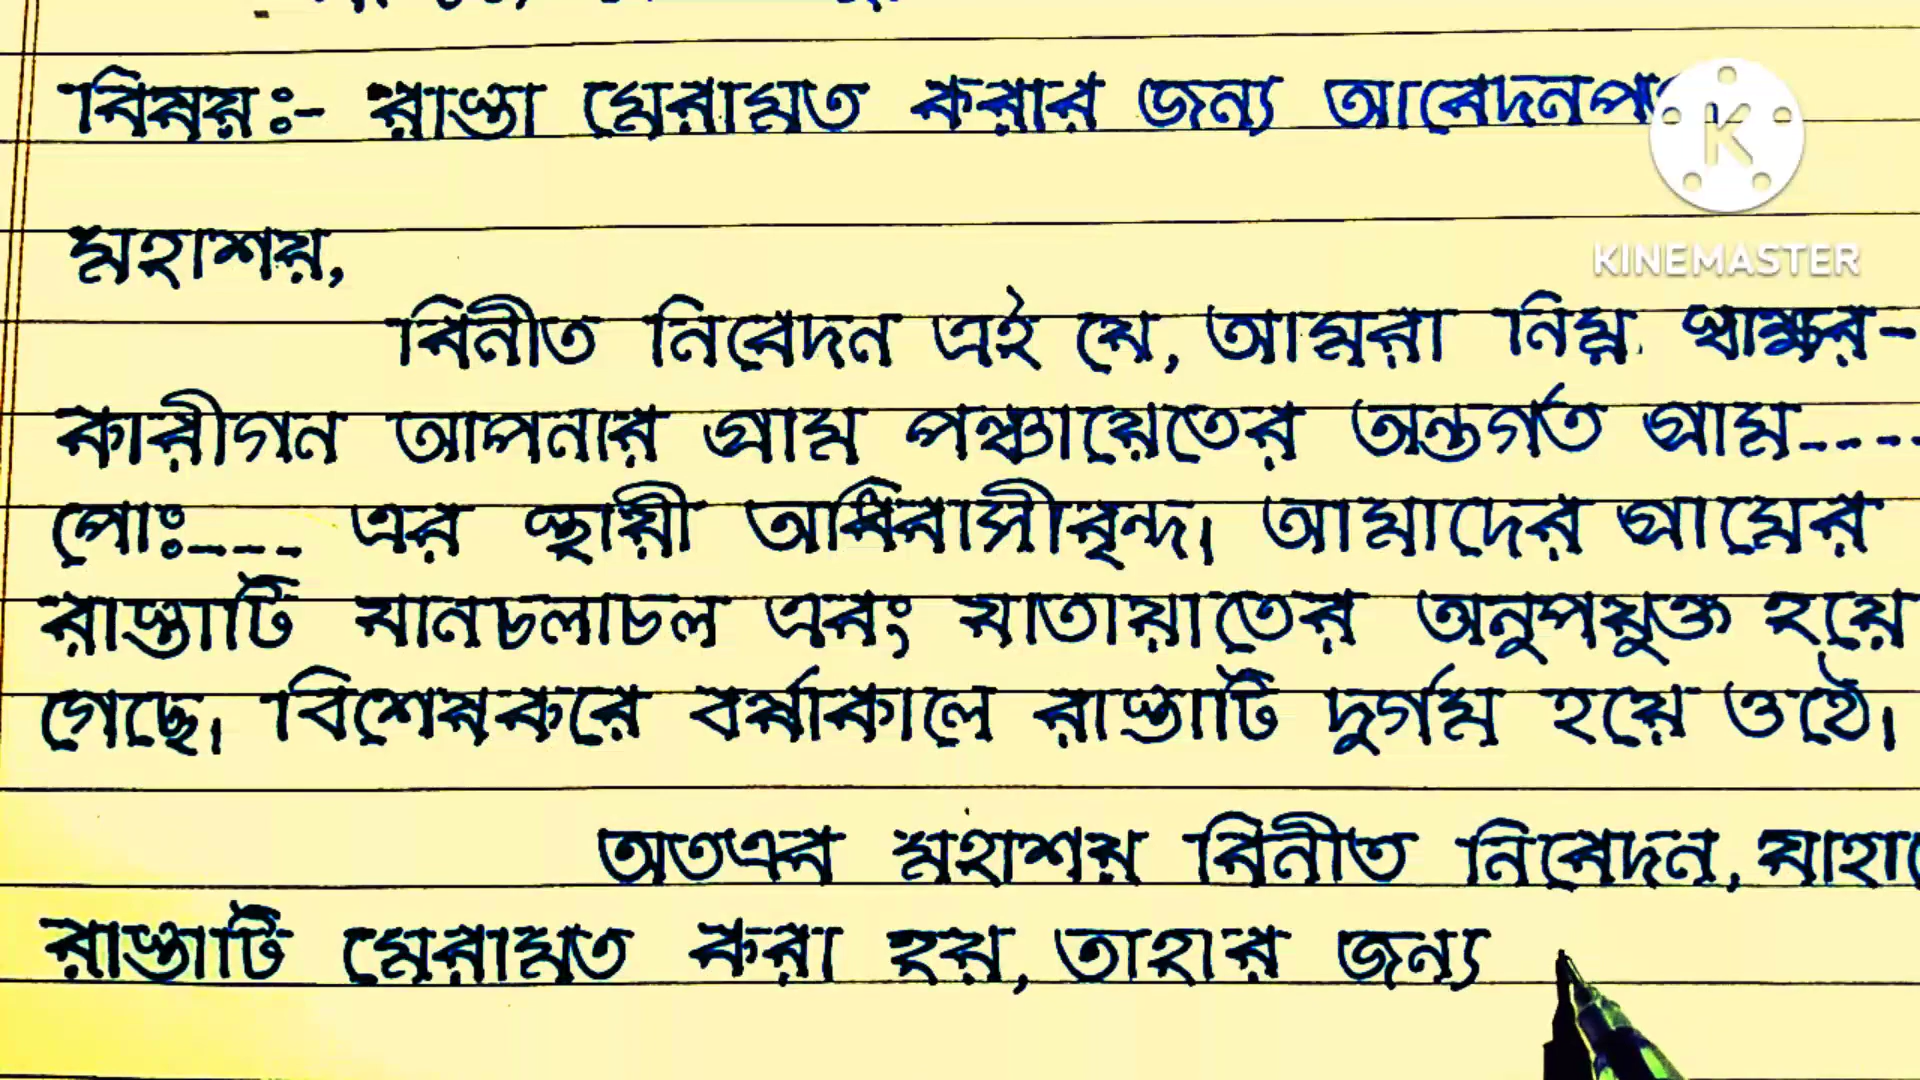 বিষয়ঃ- রাস্তা মেরামত করার জন্য
KINEMASTER
মহাশয়,
বিনীত নিবেদন এই যে, আমরা নিম্ন স্বাক্ষর-
কারীগন আপনার গ্রাম পঞ্চায়েতের অন্তর্গত গ্রাম----
পোঃ---- এর স্থায়ী অধিবাসীবৃন্দ। আমাদের গ্রামের
রাস্তাটি যানচলাচল এবং যাতায়াতের অনুপযুক্ত হয়ে
গেছে। বিশেষকরে বর্ষাকালে রাস্তাটি দুর্গম হয়ে ওঠে।
অতএব মহাশয় বিনীত নিবেদন,
রাস্তাটি মেরামত করা হয়, তাহার জন্য